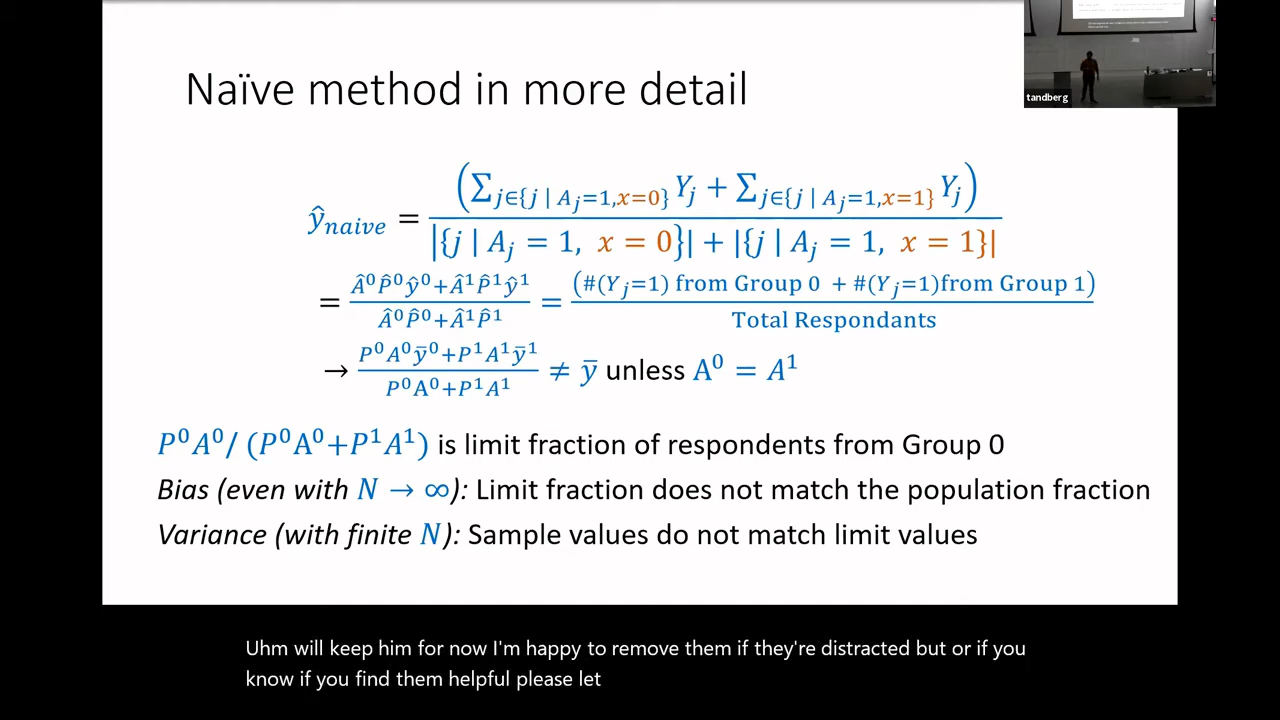 Naïve method in more detail
tandberg
ŷ_naive = (∑_{j∈{j | A_j=1, x=0}} Y_j + ∑_{j∈{j | A_j=1, x=1}} Y_j) / |{j | A_j = 1, x = 0}| + |{j | A_j = 1, x = 1}|
= (Â⁰P̂⁰ŷ⁰+Â¹P̂¹ŷ¹) / (Â⁰P̂⁰+Â¹P̂¹) = (#(Y_j=1) from Group 0 + #(Y_j=1)from Group 1) / Total Respondants
→ (P⁰A⁰ȳ⁰+P¹A¹ȳ¹) / (P⁰A⁰+P¹A¹) ≠ ȳ unless A⁰ = A¹
P⁰A⁰/ (P⁰A⁰+P¹A¹) is limit fraction of respondents from Group 0
Bias (even with N → ∞): Limit fraction does not match the population fraction
Variance (with finite N): Sample values do not match limit values
Uhm will keep him for now I'm happy to remove them if they're distracted but or if you
know if you find them helpful please let